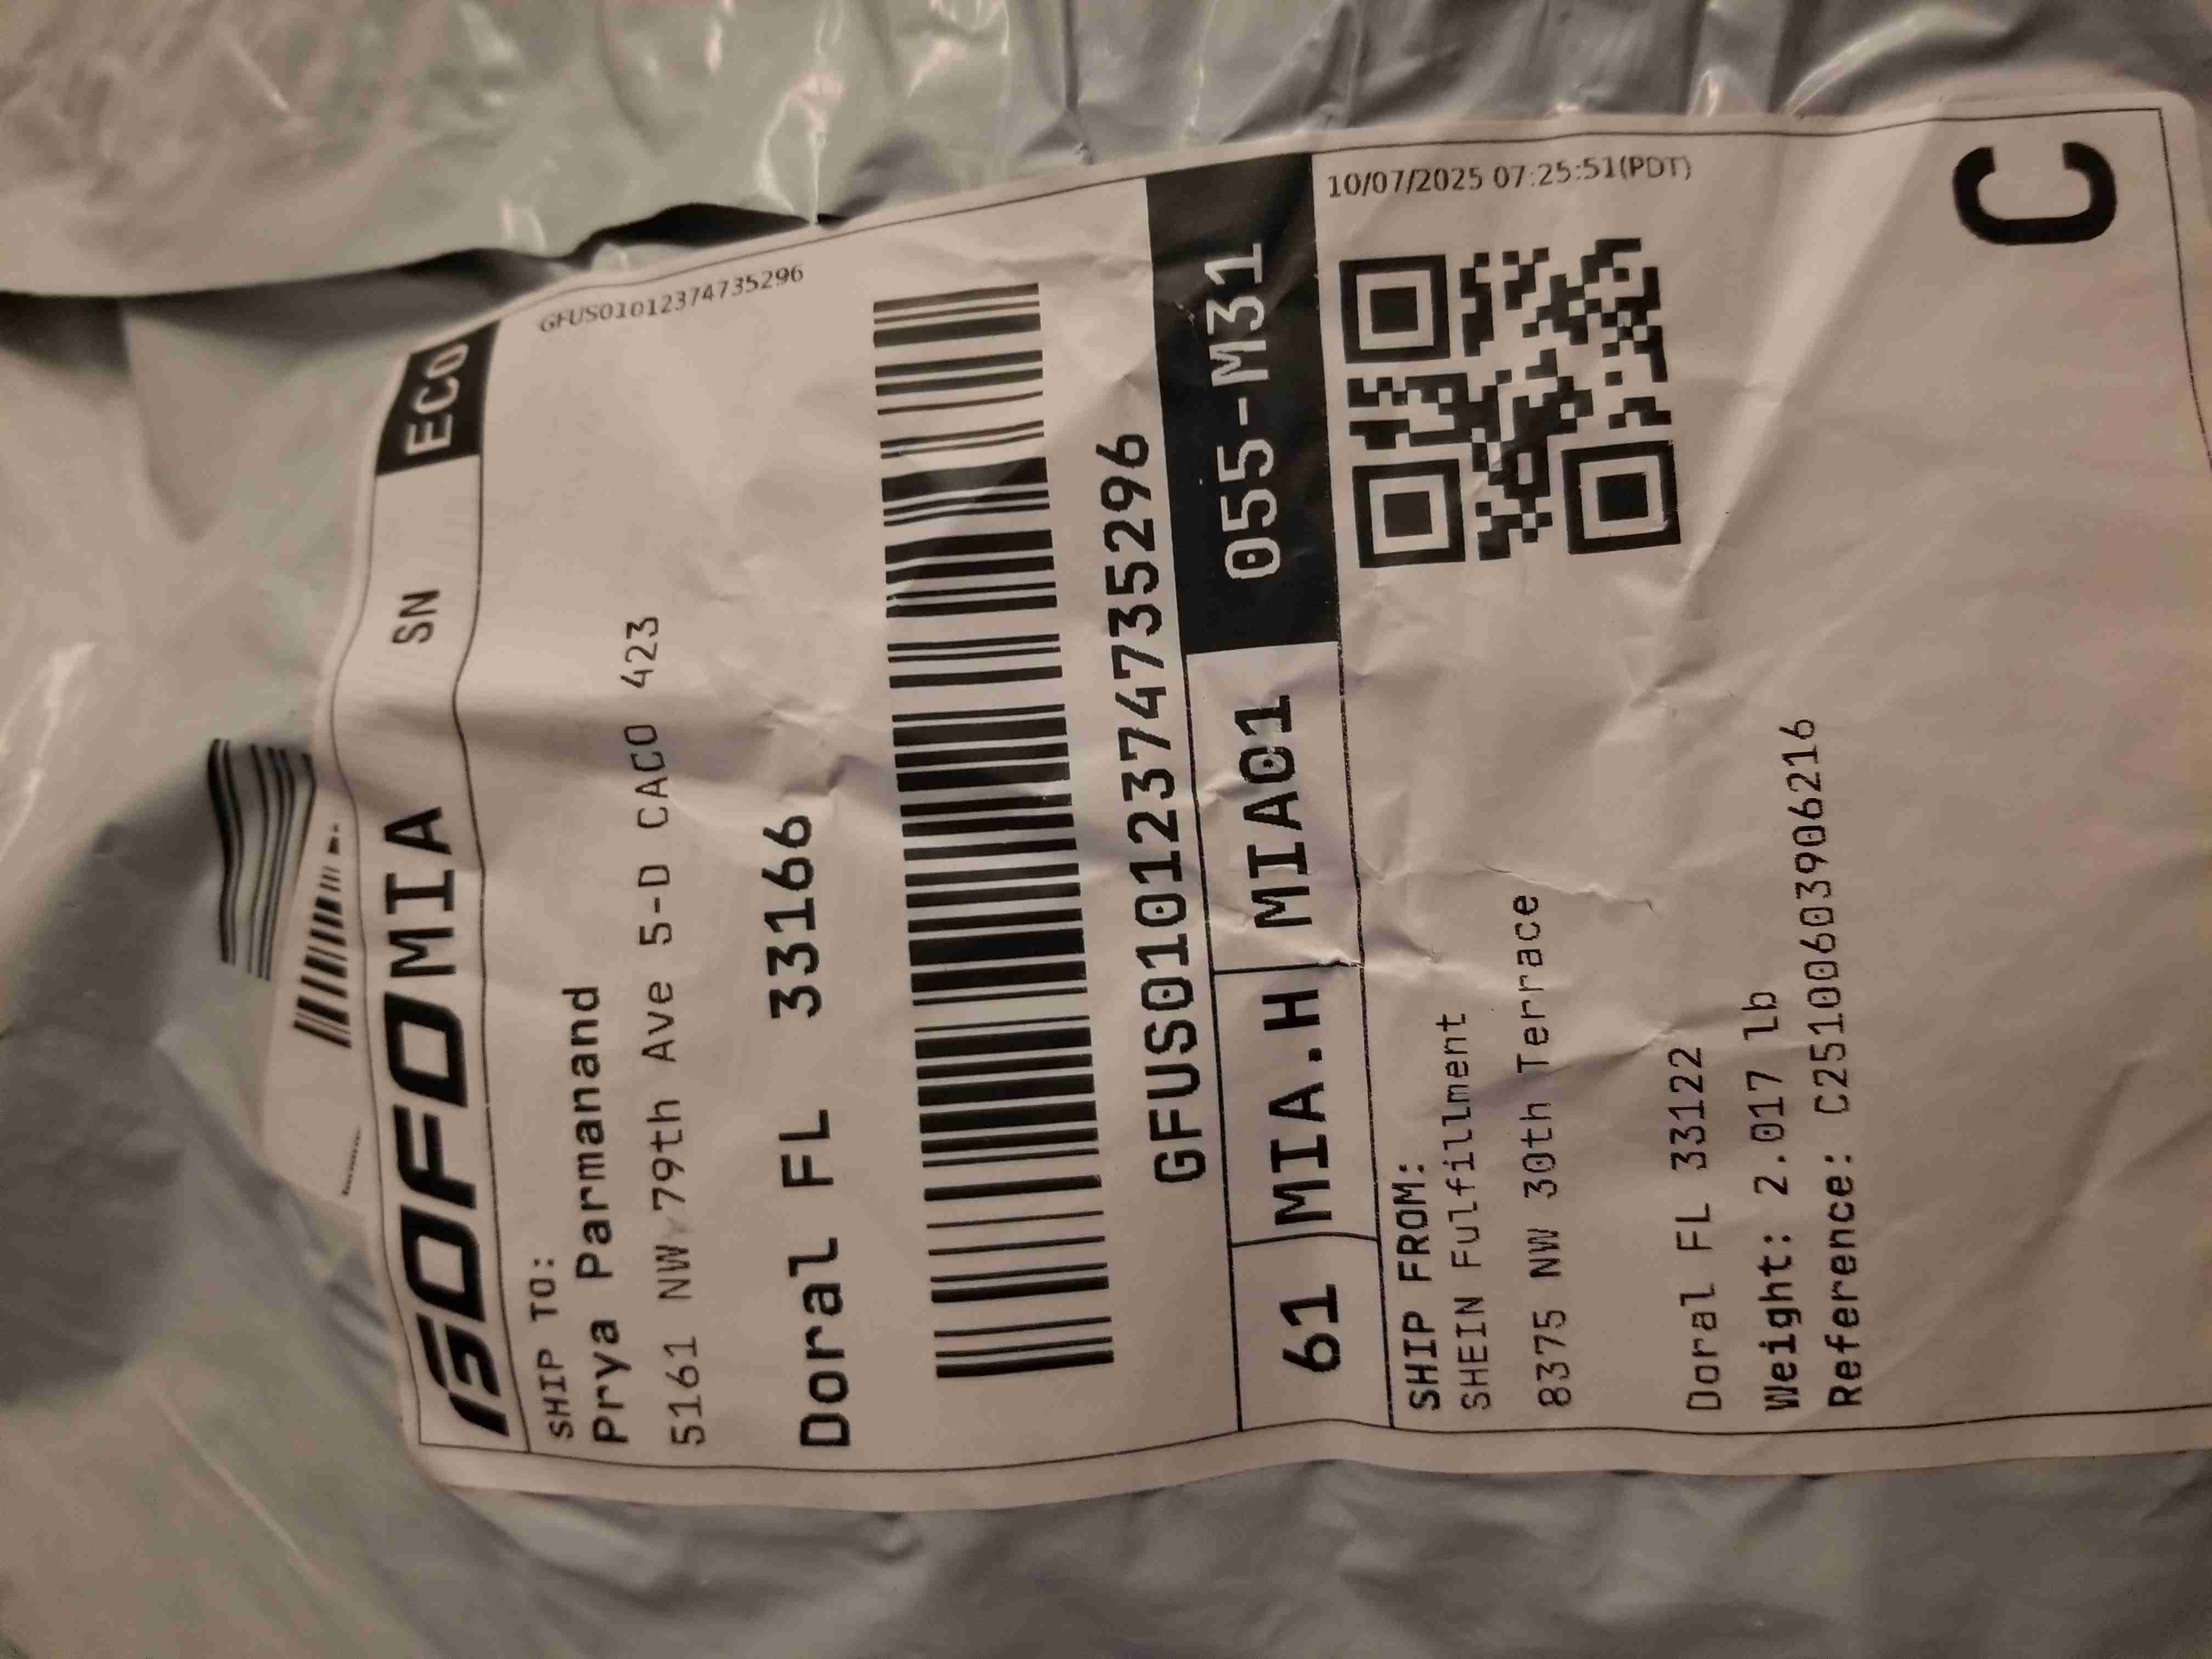 GOFO MIA SN ECO
GFUS01012374735296
SHIP TO:
Prya Parmanand
5161 NW 79th Ave 5-D CACO 423
Doral FL 33166
GFUS01012374735296
61 MIA.H MIA01 055-M31
10/07/2025 07:25:51(PDT)
SHIP FROM:
SHEIN Fulfillment
8375 NW 30th Terrace
Doral FL 33122
Weight: 2.017 lb
Reference: C2510060603906216
C